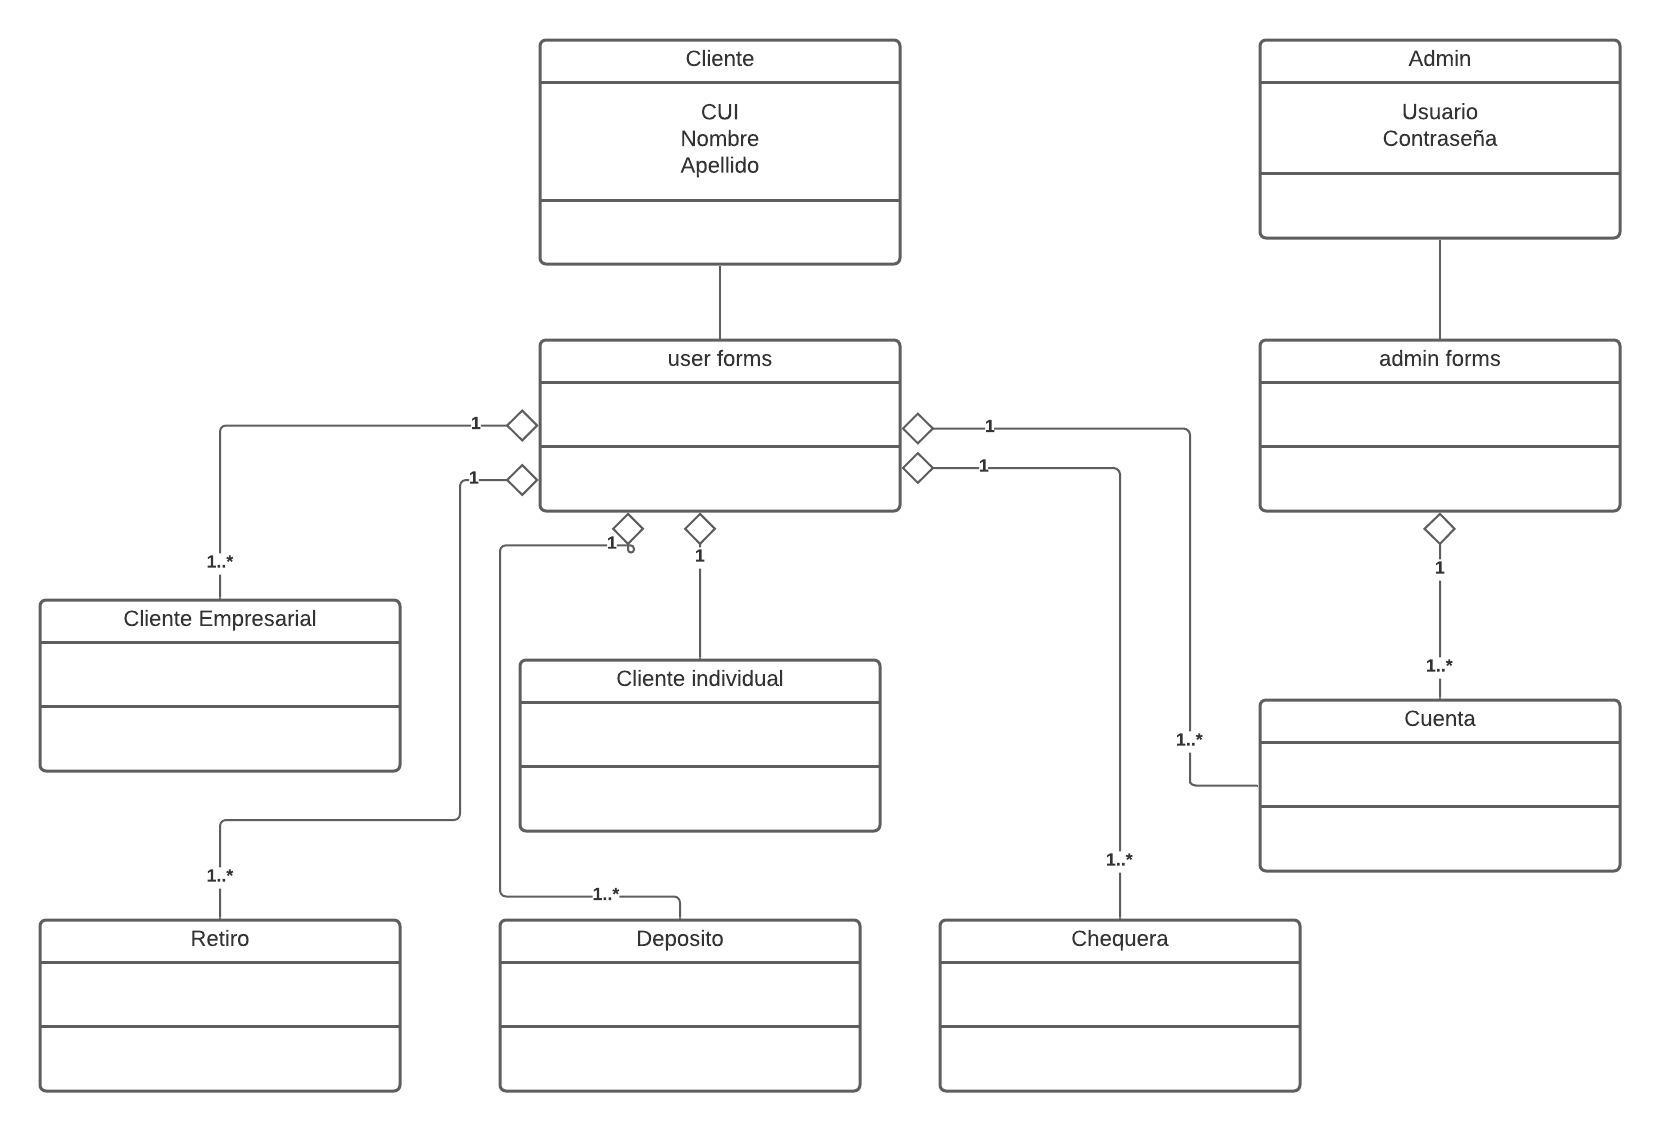 Cliente
CUI
Nombre
Apellido
Admin
Usuario
Contraseña
user forms
admin forms
1
1
1
1
1
1
1
1..*
Cliente Empresarial
Cliente individual
1..*
Cuenta
1..*
1..*
1..*
1..*
Retiro
Deposito
Chequera